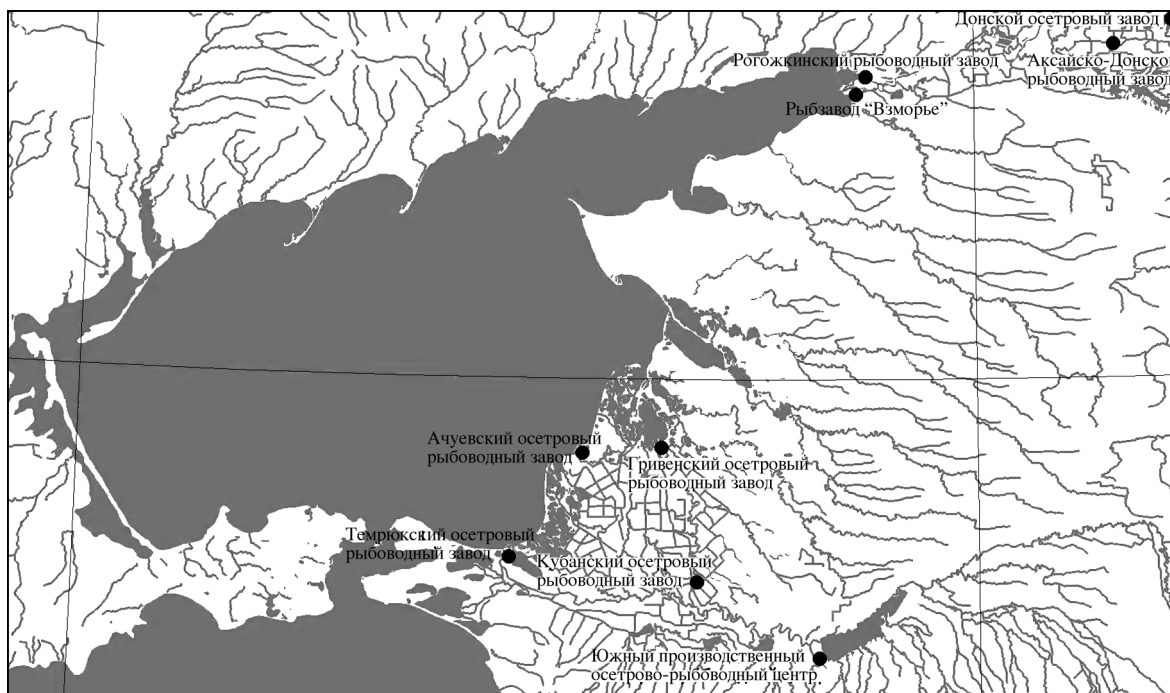 Донской осетровый завод
Рогожкинский рыбоводный завод
Аксайско-Донской
рыбоводный завод
Рыбзавод “Взморье”
Ачуевский осетровый
рыбоводный завод
Гривенский осетровый
рыбоводный завод
Темрюкский осетровый
рыбоводный завод
Кубанский осетровый
рыбоводный завод
Южный производственный
осетрово-рыбоводный центр